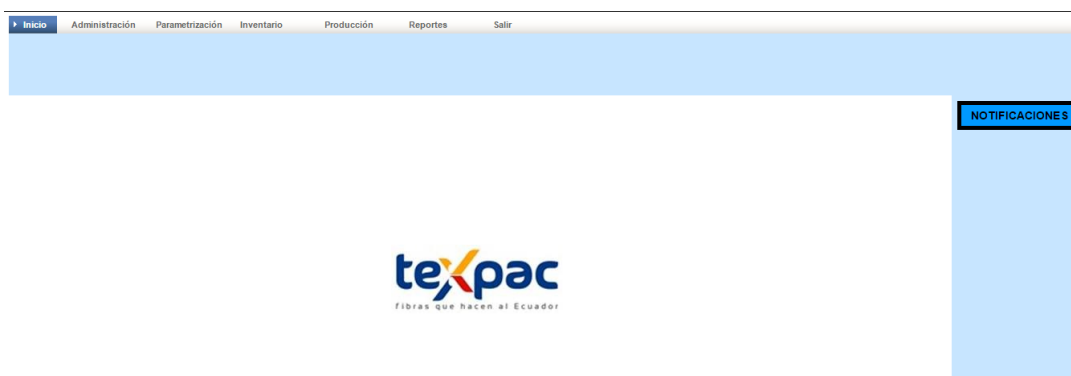 Inicio Administración Parametrización Inventario Producción Reportes Salir
NOTIFICACIONES
texpac
fibras que hacen al Ecuador